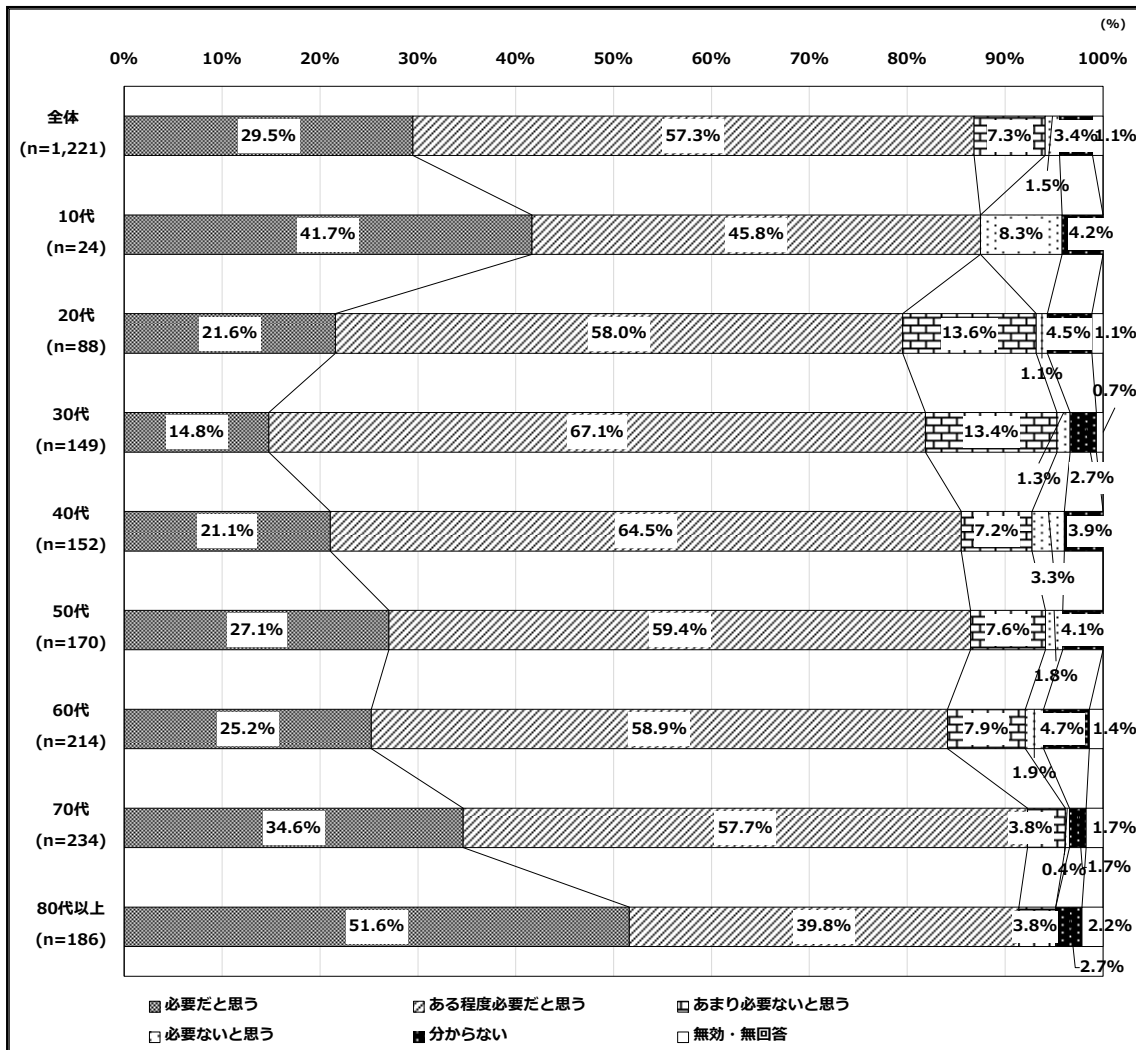 (%)
0% 10% 20% 30% 40% 50% 60% 70% 80% 90% 100%
全体
(n=1,221)
29.5% 57.3% 7.3% 3.4% 1.1%
1.5%
10代
(n=24)
41.7% 45.8% 8.3% 4.2%
20代
(n=88)
21.6% 58.0% 13.6% 4.5% 1.1%
1.1%
0.7%
30代
(n=149)
14.8% 67.1% 13.4%
1.3% 2.7%
40代
(n=152)
21.1% 64.5% 7.2% 3.9%
3.3%
50代
(n=170)
27.1% 59.4% 7.6% 4.1%
1.8%
60代
(n=214)
25.2% 58.9% 7.9% 4.7% 1.4%
1.9%
70代
(n=234)
34.6% 57.7% 3.8% 1.7%
0.4% 1.7%
80代以上
(n=186)
51.6% 39.8% 3.8% 2.2%
2.7%
必要だと思う ある程度必要だと思う あまり必要ないと思う
必要ないと思う 分からない 無効・無回答